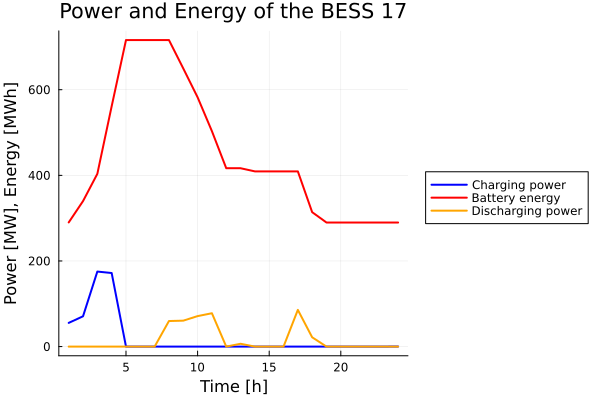 Power and Energy of the BESS 17
Power [MW], Energy [MWh]
600
400
200
0
5
10
15
20
Time [h]
Charging power
Battery energy
Discharging power